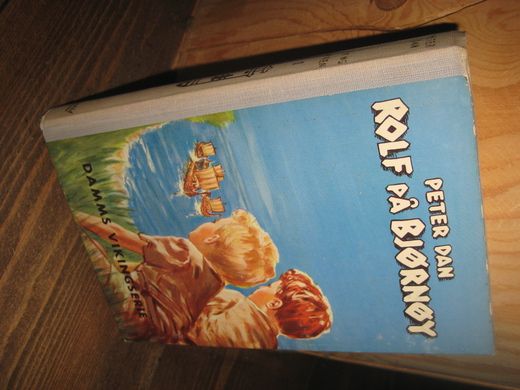 PETER DAN
ROLF PÅ BJØRNØY
DAMMS VIKINGSERIE